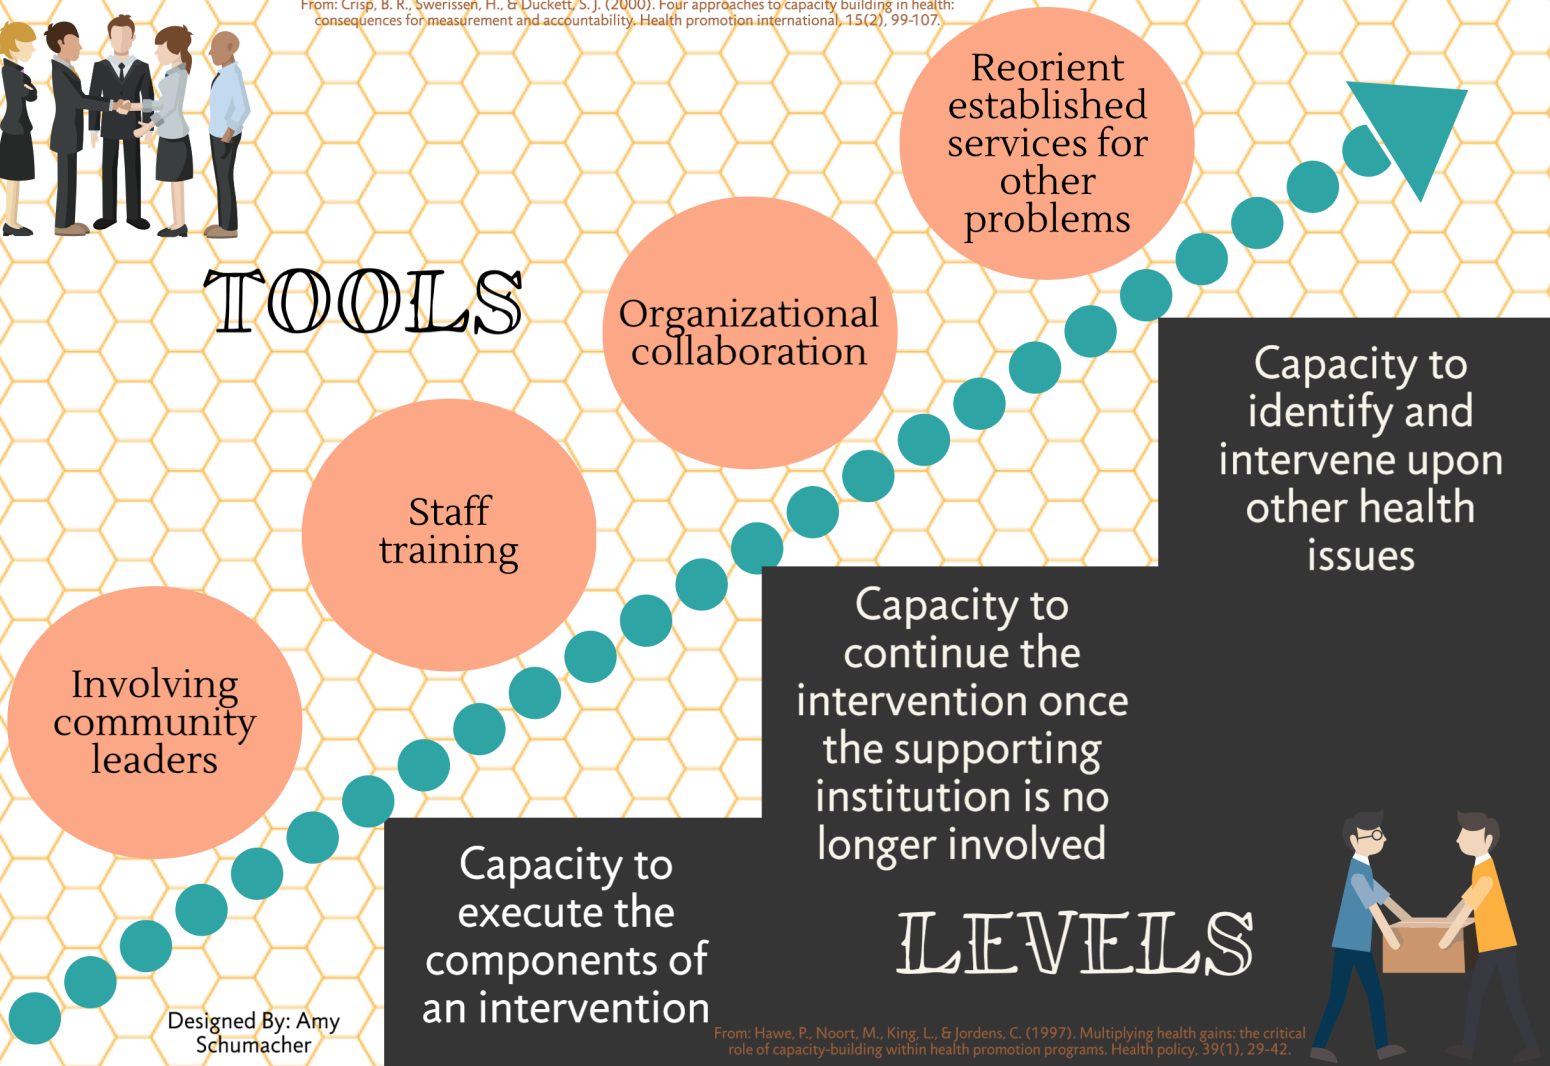 From: Crisp, B. R., Swerissen, H., & Duckett, S. J. (2000). Four approaches to capacity building in health:
consequences for measurement and accountability. Health promotion international, 15(2), 99-107.
Reorient
established
services for
other
problems
TOOLS
Organizational
collaboration
Staff
training
Involving
community
leaders
Capacity to
identify and
intervene upon
other health
issues
Capacity to
continue the
intervention once
the supporting
institution is no
longer involved
Capacity to
execute the
components of
an intervention
LEVELS
Designed By: Amy
Schumacher
From: Hawe, P., Noort, M., King, L., & Jordens, C. (1997). Multiplying health gains: the critical
role of capacity-building within health promotion programs. Health policy, 39(1), 29-42.